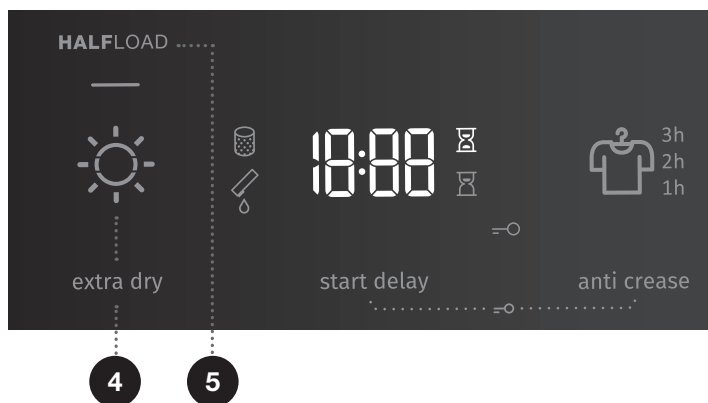 HALFLOAD
18:88
3h
2h
1h
extra dry
start delay
anti crease
4
5